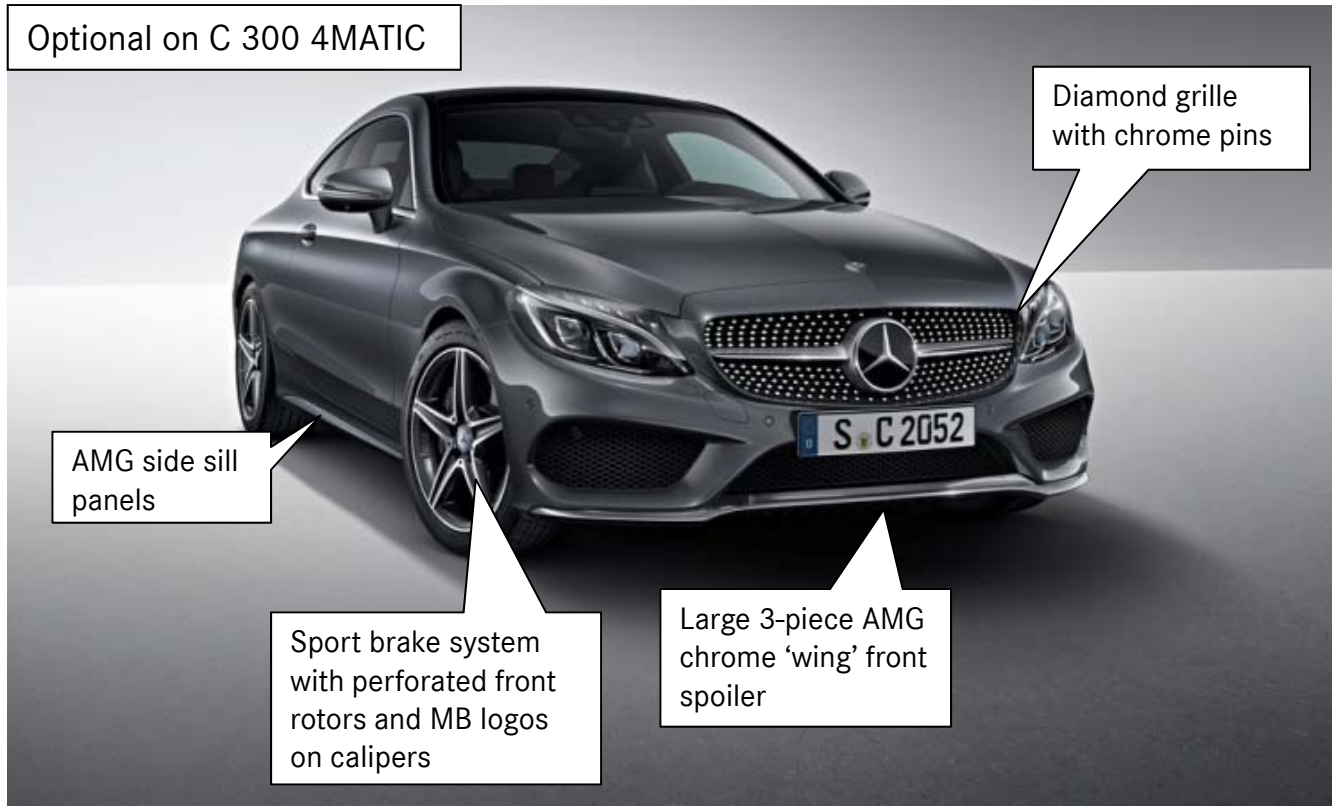 Optional on C 300 4MATIC
Diamond grille
with chrome pins
S C 2052
AMG side sill
panels
Sport brake system
with perforated front
rotors and MB logos
on calipers
Large 3-piece AMG
chrome ‘wing’ front
spoiler